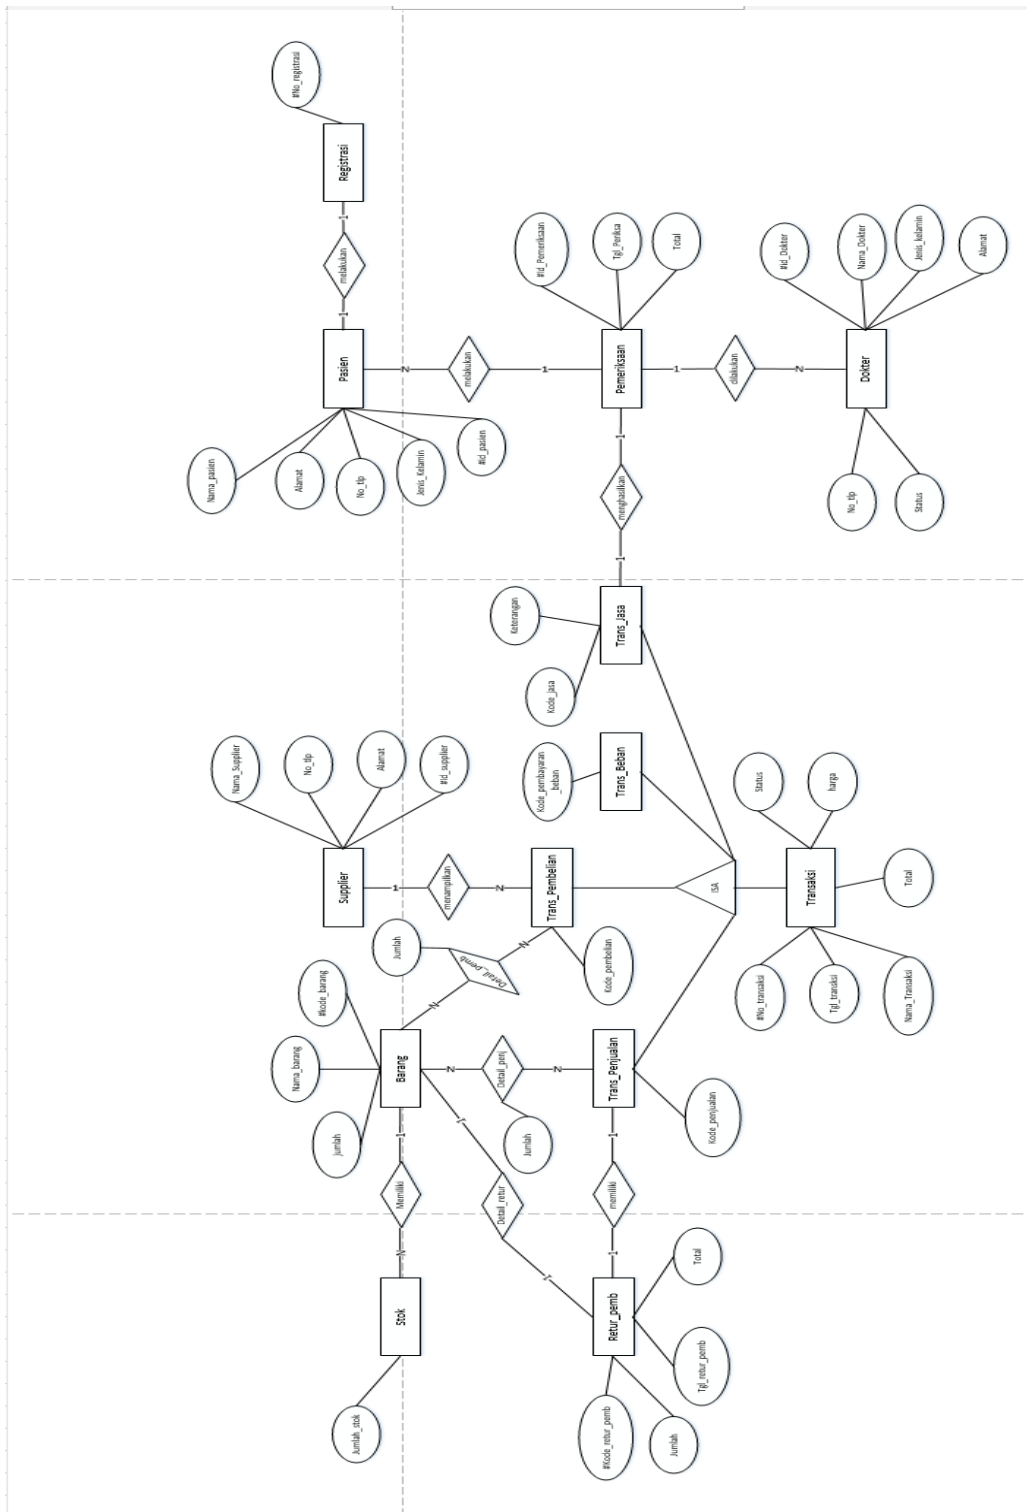 #No_registrasi
Registrasi
1
melakukan
1
Pasien
Nama_pasien
Alamat
No_tlp
Jenis_Kelamin
#id_pasien
N
melakukan
1
Pemeriksaan
#id_Pemeriksaan
Tgl_Periksa
Total
1
dilakukan
N
Dokter
#id_Dokter
Nama_Dokter
Jenis_kelamin
Alamat
No_tlp
Status
1
menghasilkan
1
Trans_Jasa
Keterangan
Kode_jasa
Trans_Beban
Kode_pembayaran
_beban
Supplier
Nama_Supplier
No_tlp
Alamat
#id_supplier
1
menampilkan
N
Trans_Pembelian
Kode_pembelian
ISA
Transaksi
Status
harga
Total
#No_transaksi
Tgl_transksi
Nama_Transaksi
N
Detail_pemb
N
Jumlah
Barang
#kode_barang
Nama_barang
jumlah
N
Detail_penj
N
Jumlah
Trans_Penjualan
Kode_penjualan
1
Memiliki
N
Stok
Jumlah_stok
1
Detail_retur
1
1
memiliki
1
Retur_pemb
Total
Tgl_retur_pemb
#Kode_retur_pemb
Jumlah